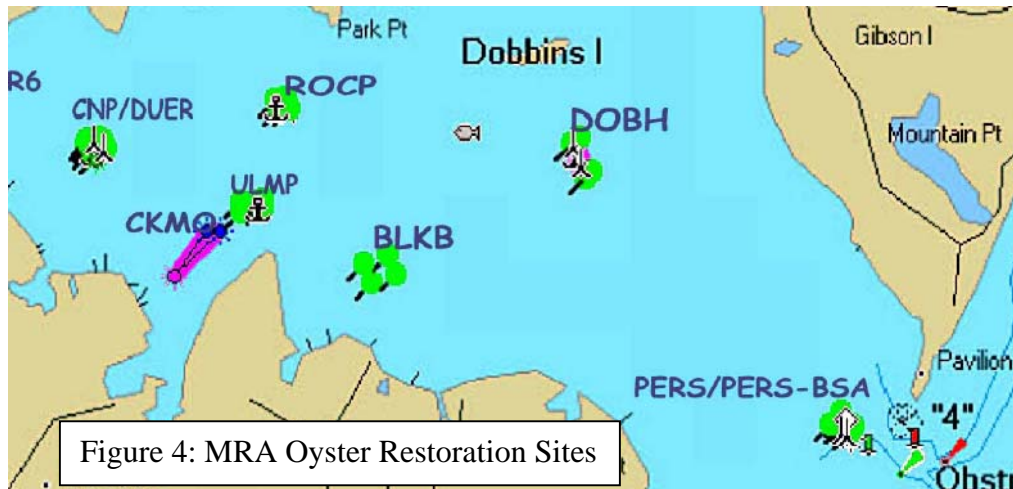 Park Pt
Dobbins I
Gibson I
R6
CNP/DUER
ROCP
DOBH
Mountain Pt
ULMP
CKMO
BLKB
Pavilion
PERS/PERS-BSA
"4"
Figure 4: MRA Oyster Restoration Sites